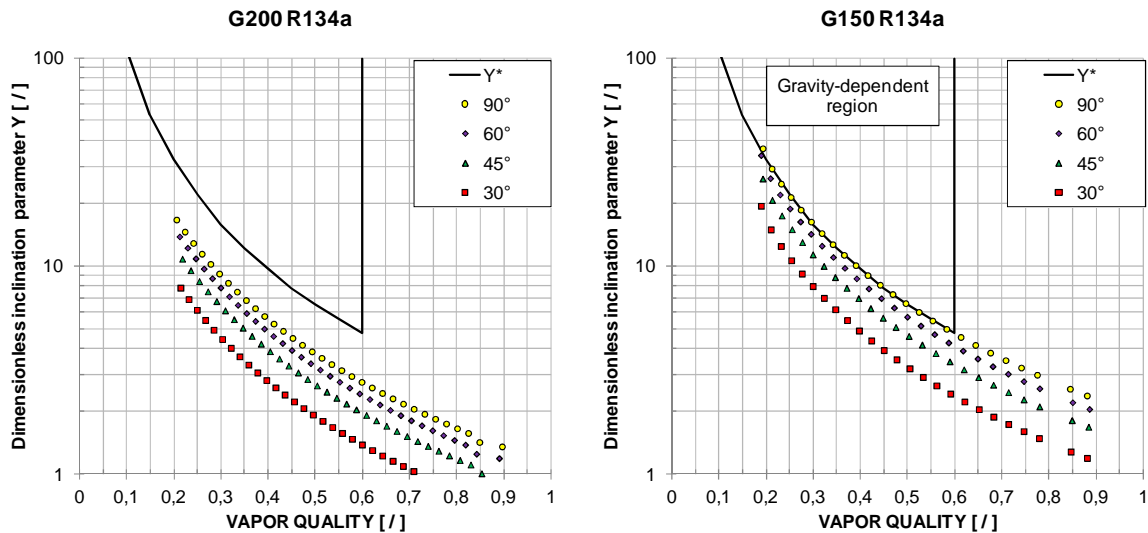 G200 R134a
Dimensionless inclination parameter Y [ / ]
100
10
1
Y*
90°
60°
45°
30°
0 0,1 0,2 0,3 0,4 0,5 0,6 0,7 0,8 0,9 1
VAPOR QUALITY [ / ]
G150 R134a
Dimensionless inclination parameter Y [ / ]
100
10
1
Gravity-dependent
region
Y*
90°
60°
45°
30°
0 0,1 0,2 0,3 0,4 0,5 0,6 0,7 0,8 0,9 1
VAPOR QUALITY [ / ]